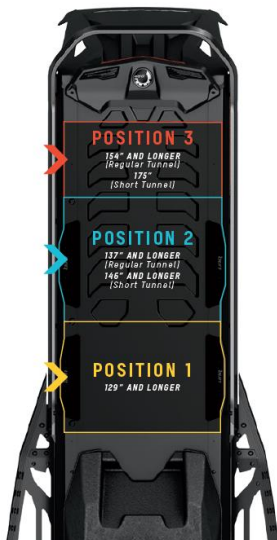 POSITION 3
154" AND LONGER
(Regular Tunnel)
175"
(Short Tunnel)
POSITION 2
137" AND LONGER
(Regular Tunnel)
146" AND LONGER
(Short Tunnel)
POSITION 1
129" AND LONGER